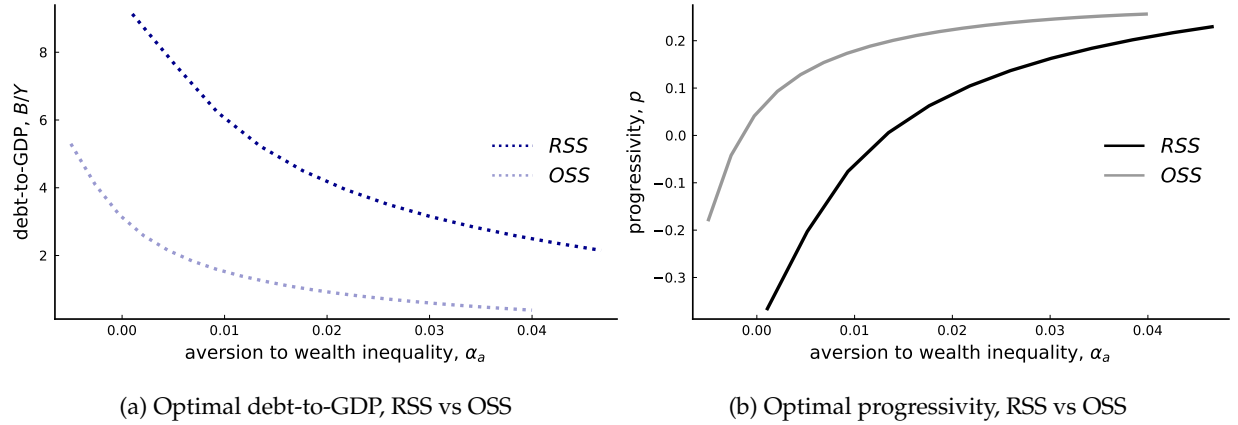 debt-to-GDP, B/Y
8
6
4
2
0.00 0.01 0.02 0.03 0.04
aversion to wealth inequality, αa
RSS
OSS
(a) Optimal debt-to-GDP, RSS vs OSS
progressivity, p
0.2
0.1
0.0
−0.1
−0.2
−0.3
0.00 0.01 0.02 0.03 0.04
aversion to wealth inequality, αa
RSS
OSS
(b) Optimal progressivity, RSS vs OSS